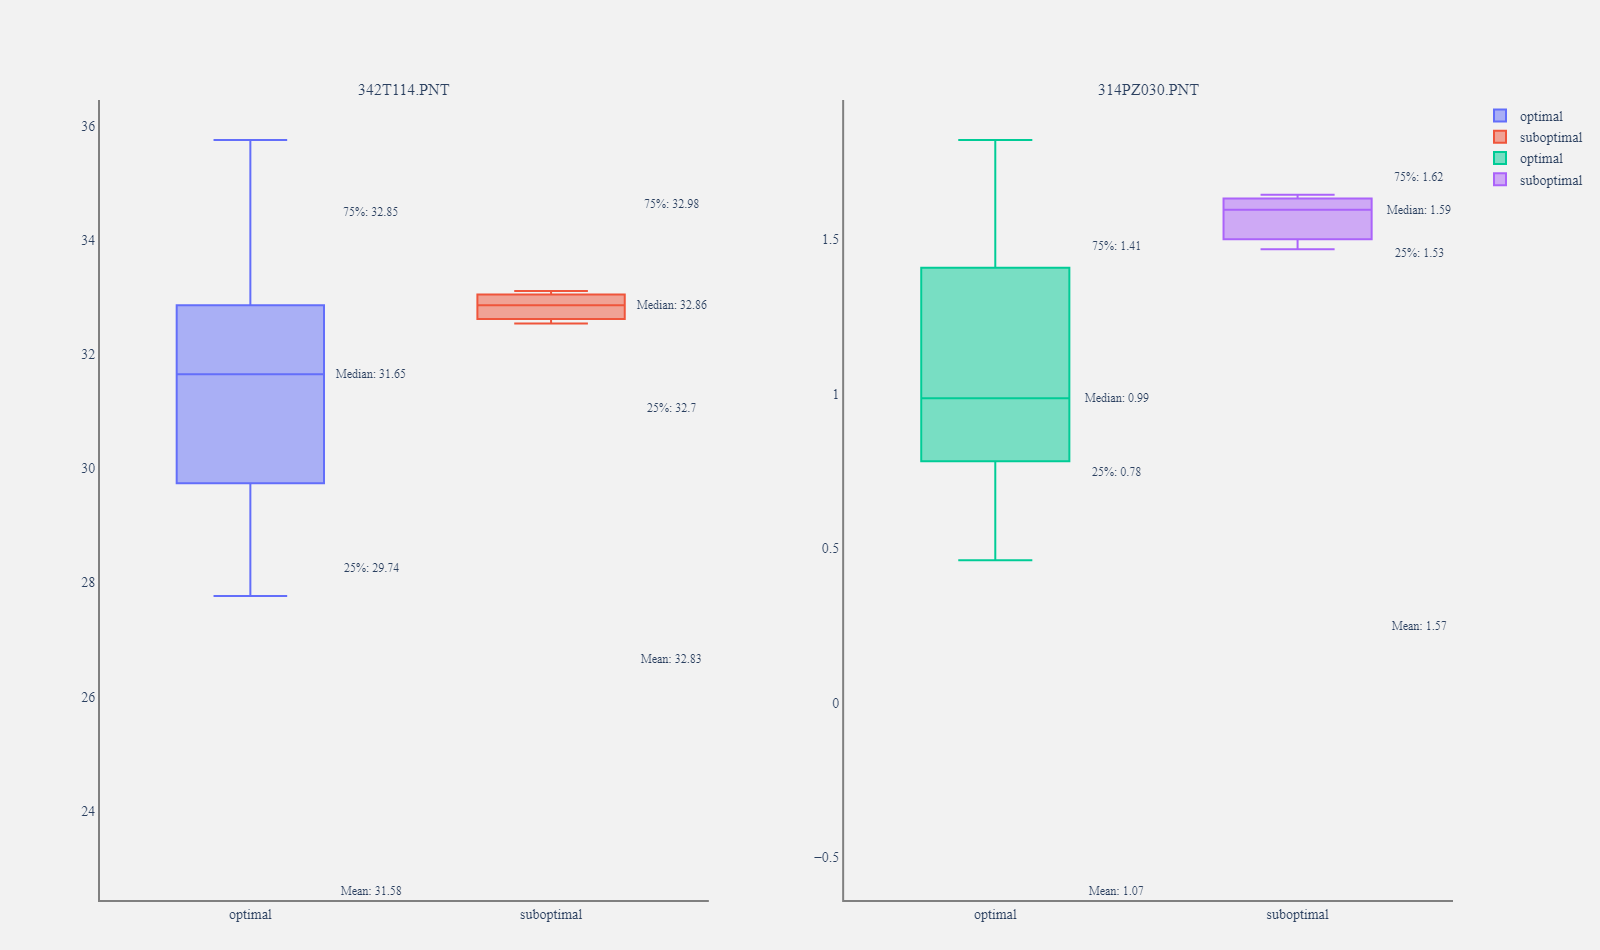 342T114.PNT
36
34
32
30
28
26
24
75%: 32.85
Median: 31.65
25%: 29.74
Mean: 31.58
75%: 32.98
Median: 32.86
25%: 32.7
Mean: 32.83
optimal
suboptimal
314PZ030.PNT
1.5
1
0.5
0
−0.5
75%: 1.41
Median: 0.99
25%: 0.78
Mean: 1.07
75%: 1.62
Median: 1.59
25%: 1.53
Mean: 1.57
optimal
suboptimal
optimal
suboptimal
optimal
suboptimal